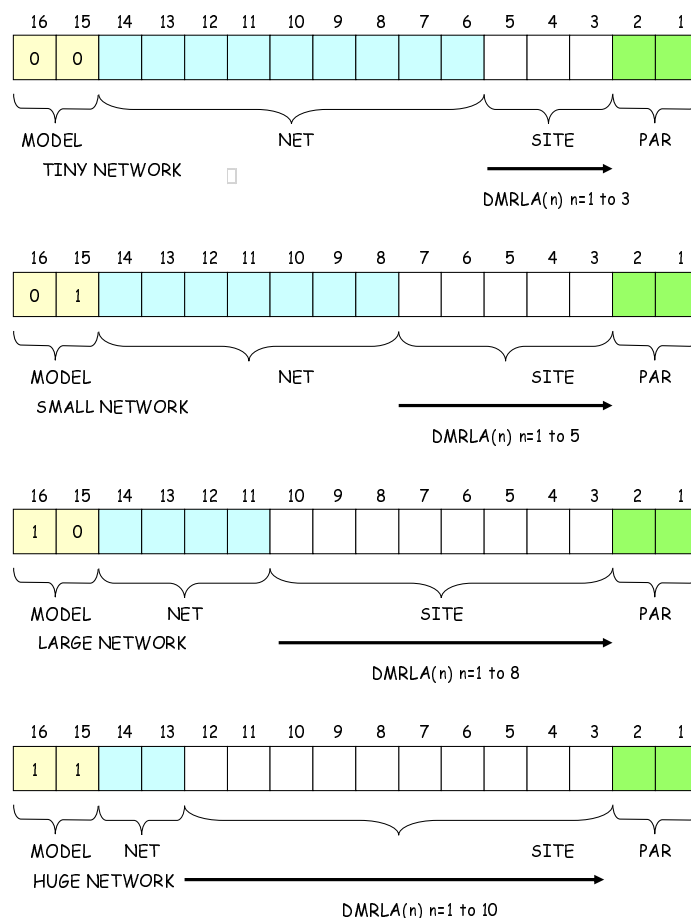 16 15 14 13 12 11 10 9 8 7 6 5 4 3 2 1
0 0
MODEL NET SITE PAR
TINY NETWORK
DMRLA(n) n=1 to 3
16 15 14 13 12 11 10 9 8 7 6 5 4 3 2 1
0 1
MODEL NET SITE PAR
SMALL NETWORK
DMRLA(n) n=1 to 5
16 15 14 13 12 11 10 9 8 7 6 5 4 3 2 1
1 0
MODEL NET SITE PAR
LARGE NETWORK
DMRLA(n) n=1 to 8
16 15 14 13 12 11 10 9 8 7 6 5 4 3 2 1
1 1
MODEL NET SITE PAR
HUGE NETWORK
DMRLA(n) n=1 to 10